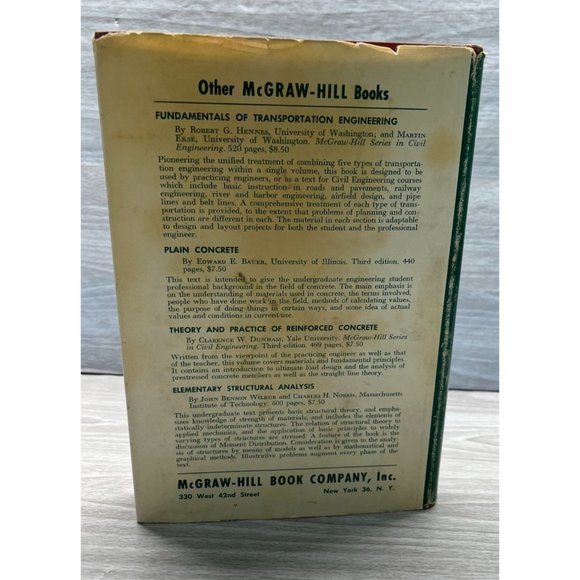 Other McGRAW-HILL Books
FUNDAMENTALS OF TRANSPORTATION ENGINEERING
By ROBERT G. HENNES, University of Washington; and MARTIN
EKSE, University of Washington. McGraw-Hill Series in Civil
Engineering. 520 pages, $8.50
Pioneering the unified treatment of combining five types of transporta-
tion engineering within a single volume, this book is designed to be
used by practicing engineers, or as a text for Civil Engineering courses
which include basic instruction in roads and pavements, railway
engineering, river and harbor engineering, airfield design, and pipe
lines and belt lines. A comprehensive treatment of each type of trans-
portation is provided, to the extent that problems of planning and con-
struction are different in each. The material in each section is adaptable
to design and layout projects for both the student and the professional
engineer.
PLAIN CONCRETE
By EDWARD E. BAUER, University of Illinois. Third edition. 440
pages, $7.50
This text is intended to give the undergraduate engineering student
professional background in the field of concrete. The main emphasis is
on the understanding of materials used in concrete, the terms involved,
people who have done work in the field, methods of calculating values,
the purpose of doing things in certain ways, and some idea of actual
values and conditions in current use.
THEORY AND PRACTICE OF REINFORCED CONCRETE
By CLARENCE W. DUNHAM, Yale University. McGraw-Hill Series
in Civil Engineering. Third edition. 499 pages, $7.50
Written from the viewpoint of the practicing engineer as well as that
of the teacher, this volume covers materials and fundamental principles.
It contains an introduction to ultimate load design and the analysis of
prestressed concrete members as well as the straight line theory.
ELEMENTARY STRUCTURAL ANALYSIS
By JOHN BENSON WILBUR and CHARLES H. NORRIS, Massachusetts
Institute of Technology. 500 pages, $7.50
This undergraduate text presents basic structural theory, and empha-
sizes knowledge of strength of materials, and includes the elements of
statically indeterminate structures. The relation of structural theory to
applied mechanics, and the application of basic principles to widely
varying types of structures are stressed. A feature of the book is the
discussion of Moment Distribution. Consideration is given to the analy-
sis of structures by means of models as well as by mathematical and
graphical methods. Illustrative problems augment every phase of the
text.
McGRAW-HILL BOOK COMPANY, Inc.
330 West 42nd Street New York 36, N. Y.